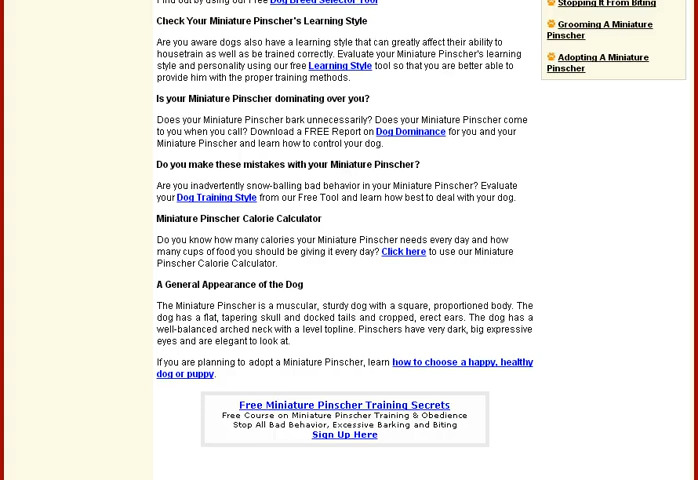 Find out by using our Free Dog Breed Selector Tool
Check Your Miniature Pinscher's Learning Style
Are you aware dogs also have a learning style that can greatly affect their ability to
housetrain as well as be trained correctly. Evaluate your Miniature Pinscher's learning
style and personality using our free Learning Style tool so that you are better able to
provide him with the proper training methods.
Is your Miniature Pinscher dominating over you?
Does your Miniature Pinscher bark unnecessarily? Does your Miniature Pinscher come
to you when you call? Download a FREE Report on Dog Dominance for you and your
Miniature Pinscher and learn how to control your dog.
Do you make these mistakes with your Miniature Pinscher?
Are you inadvertently snow-balling bad behavior in your Miniature Pinscher? Evaluate
your Dog Training Style from our Free Tool and learn how best to deal with your dog.
Miniature Pinscher Calorie Calculator
Do you know how many calories your Miniature Pinscher needs every day and how
many cups of food you should be giving it every day? Click here to use our Miniature
Pinscher Calorie Calculator.
A General Appearance of the Dog
The Miniature Pinscher is a muscular, sturdy dog with a square, proportioned body. The
dog has a flat, tapering skull and docked tails and cropped, erect ears. The dog has a
well-balanced arched neck with a level topline. Pinschers have very dark, big expressive
eyes and are elegant to look at.
If you are planning to adopt a Miniature Pinscher, learn how to choose a happy, healthy
dog or puppy.
Free Miniature Pinscher Training Secrets
Free Course on Miniature Pinscher Training & Obedience
Stop All Bad Behavior, Excessive Barking and Biting
Sign Up Here
Stopping It From Biting
Grooming A Miniature
Pinscher
Adopting A Miniature
Pinscher